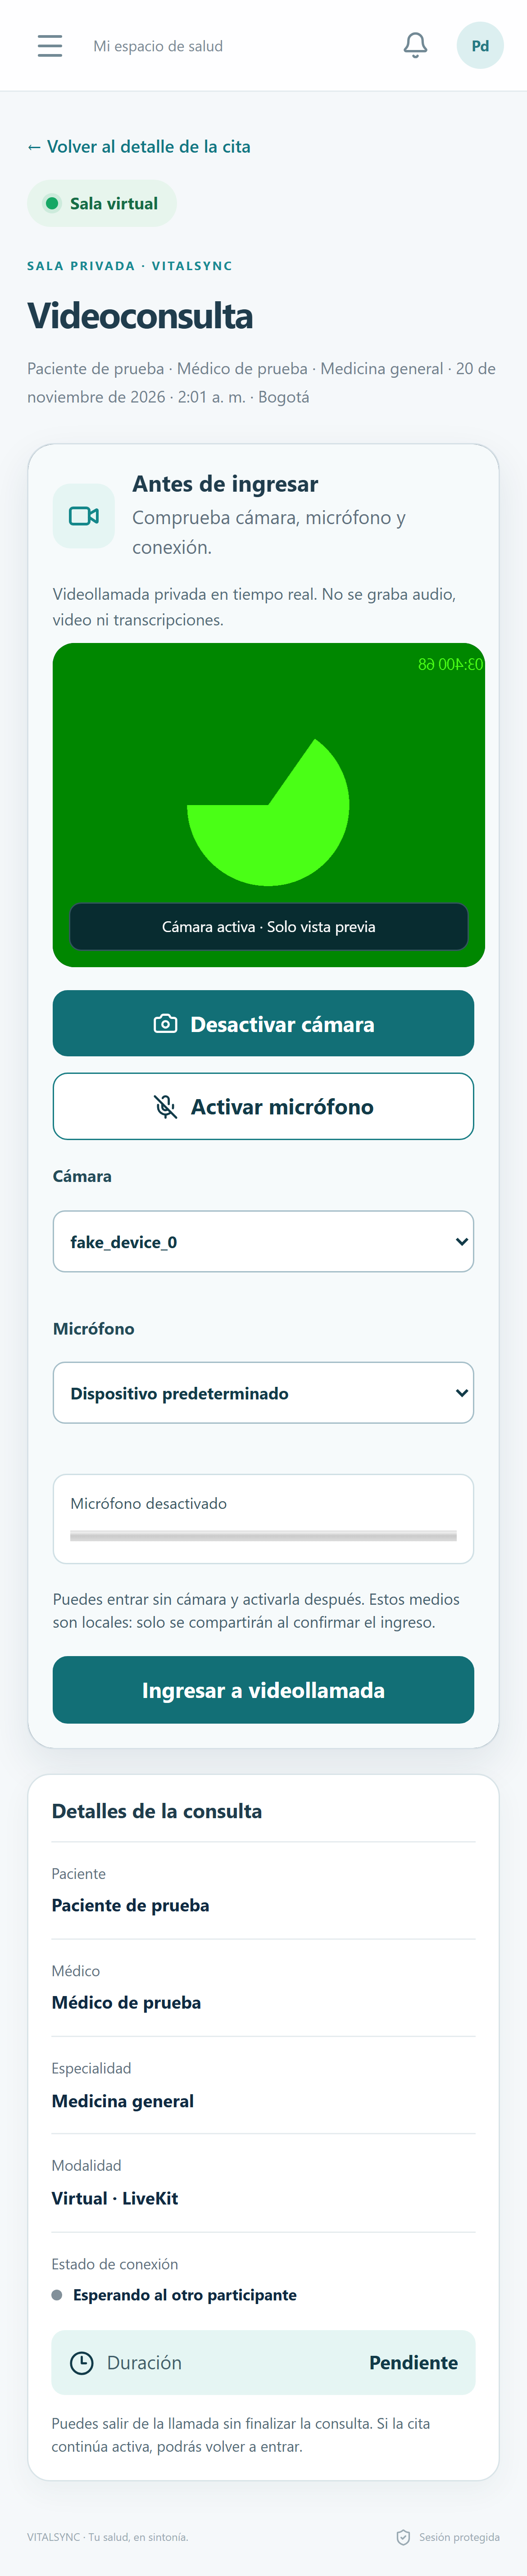 Mi espacio de salud
Pd
← Volver al detalle de la cita
Sala virtual
SALA PRIVADA · VITALSYNC
Videoconsulta
Paciente de prueba · Médico de prueba · Medicina general · 20 de
noviembre de 2026 · 2:01 a. m. · Bogotá
Antes de ingresar
Comprueba cámara, micrófono y
conexión.
Videollamada privada en tiempo real. No se graba audio,
video ni transcripciones.
Cámara activa · Solo vista previa
Desactivar cámara
Activar micrófono
Cámara
fake_device_0
Micrófono
Dispositivo predeterminado
Micrófono desactivado
Puedes entrar sin cámara y activarla después. Estos medios
son locales: solo se compartirán al confirmar el ingreso.
Ingresar a videollamada
Detalles de la consulta
Paciente
Paciente de prueba
Médico
Médico de prueba
Especialidad
Medicina general
Modalidad
Virtual · LiveKit
Estado de conexión
Esperando al otro participante
Duración
Pendiente
Puedes salir de la llamada sin finalizar la consulta. Si la cita
continúa activa, podrás volver a entrar.
VITALSYNC · Tu salud, en sintonía.
Sesión protegida